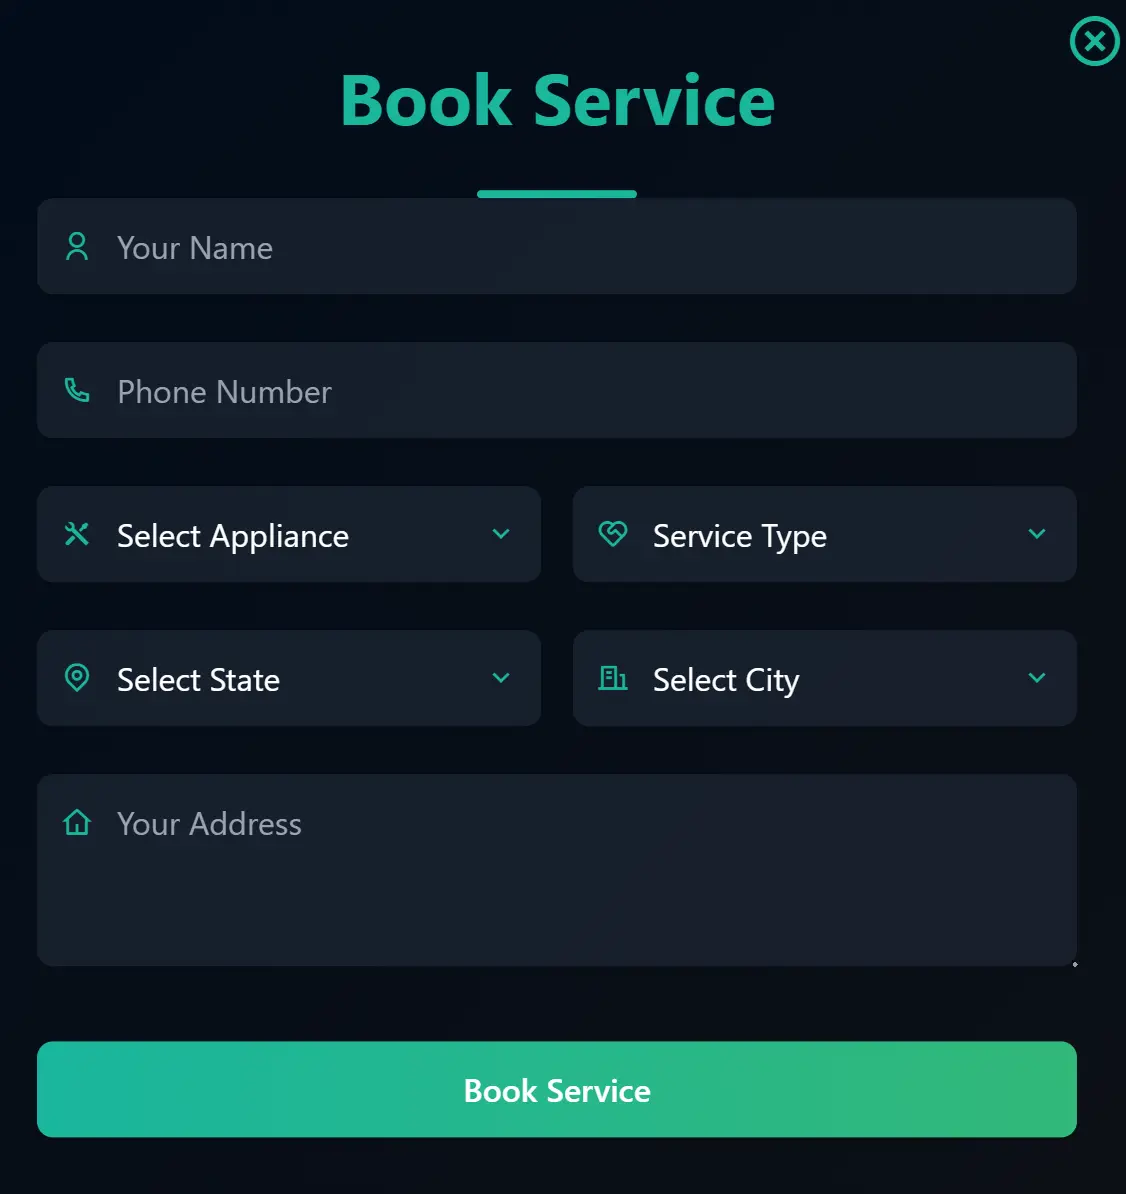 Book Service
Your Name
Phone Number
Select Appliance
Service Type
Select State
Select City
Your Address
Book Service